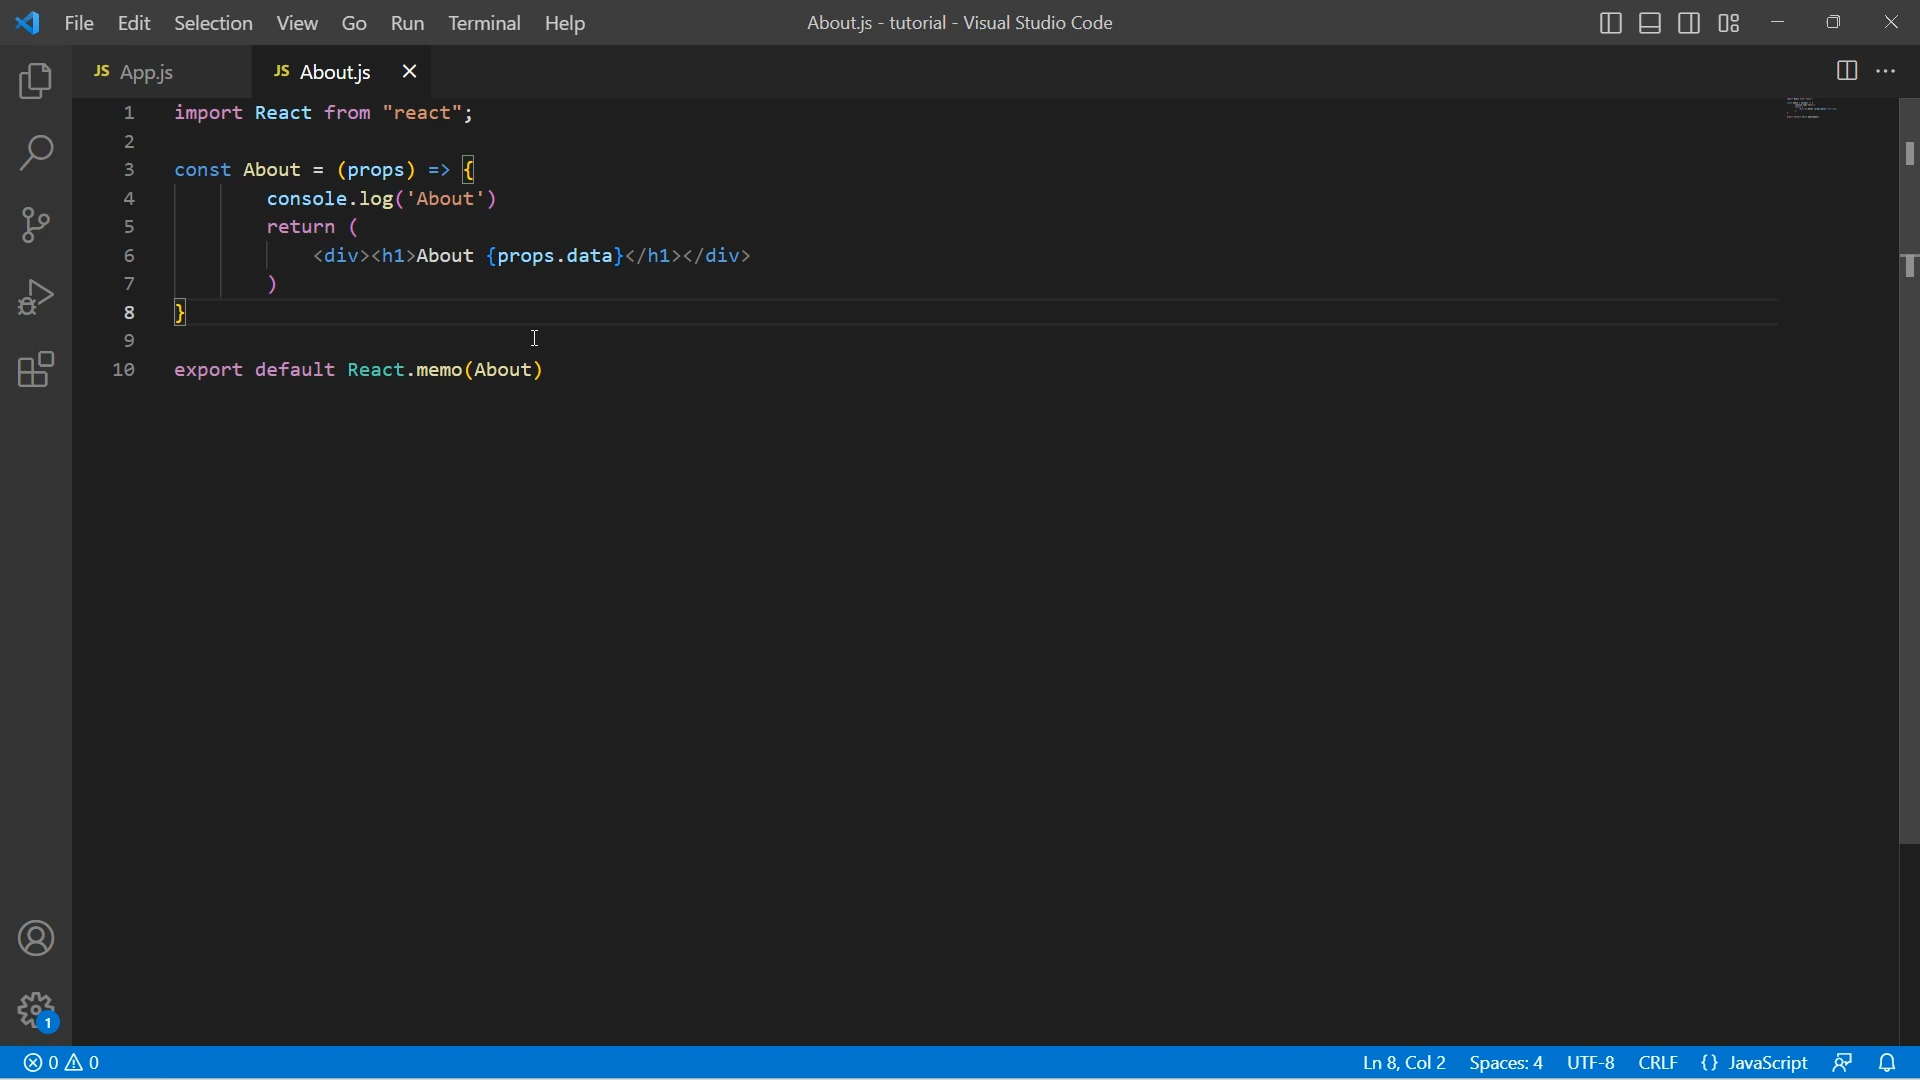 File Edit Selection View Go Run Terminal Help About.js - tutorial - Visual Studio Code
JS App.js JS About.js
1 import React from "react";
2
3 const About = (props) => {
4 console.log('About')
5 return (
6 <div><h1>About {props.data}</h1></div>
7 )
8 }
9
10 export default React.memo(About)
1
0 0 Ln 8, Col 2 Spaces: 4 UTF-8 CRLF {} JavaScript